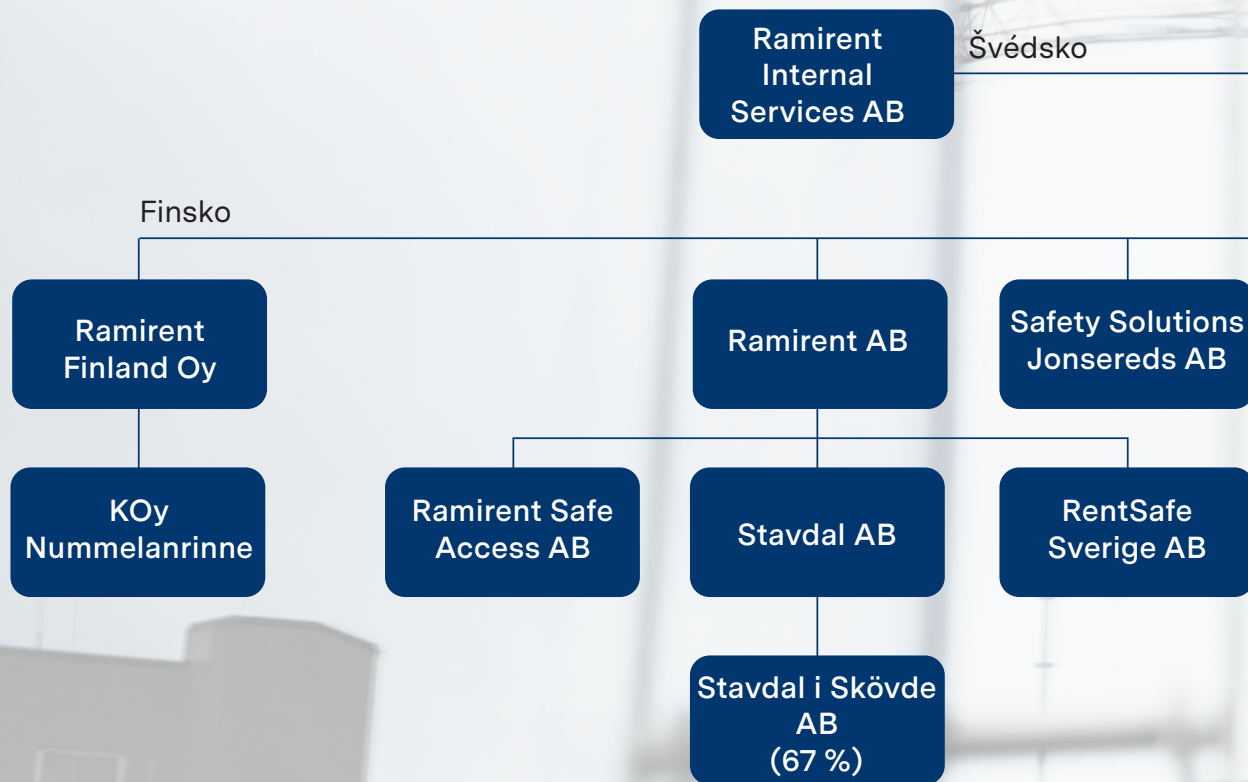 Ramirent
Internal
Services AB
Švédsko
Finsko
Ramirent
Finland Oy
Ramirent AB
Safety Solutions
Jonsereds AB
KOy
Nummelanrinne
Ramirent Safe
Access AB
Stavdal AB
RentSafe
Sverige AB
Stavdal i Skövde
AB
(67 %)